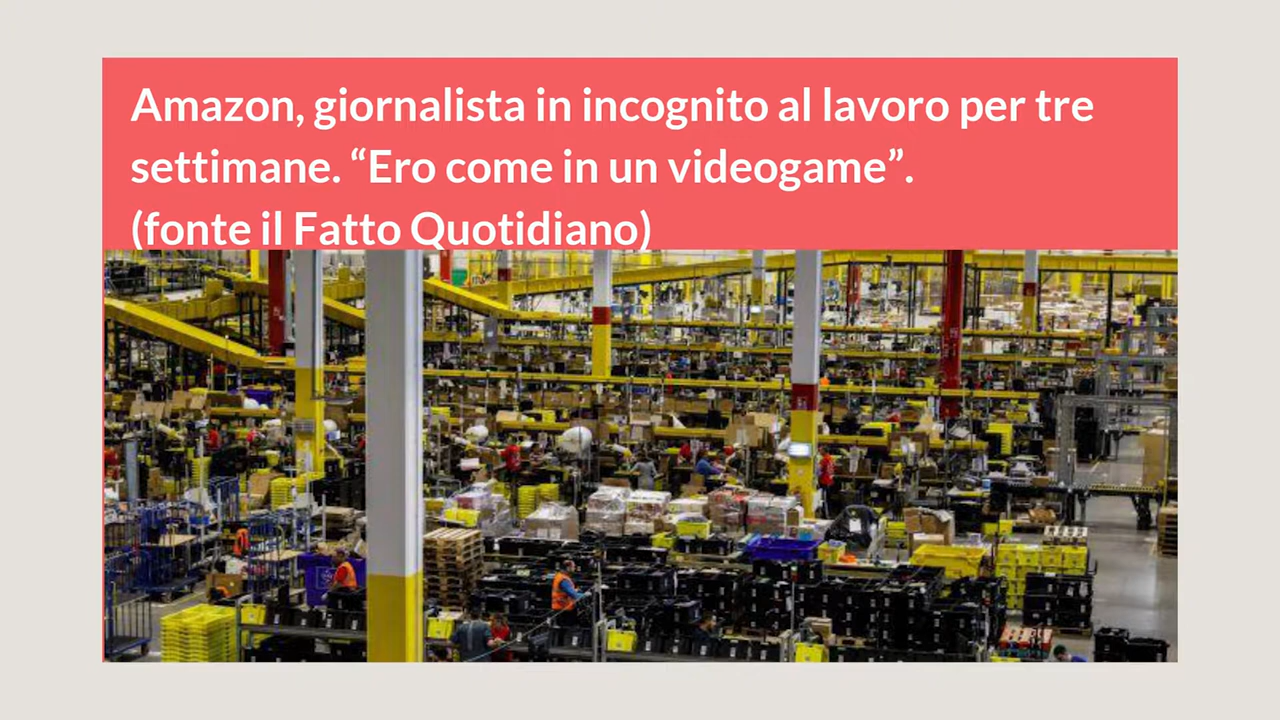 Amazon, giornalista in incognito al lavoro per tre
settimane. “Ero come in un videogame”.
(fonte il Fatto Quotidiano)